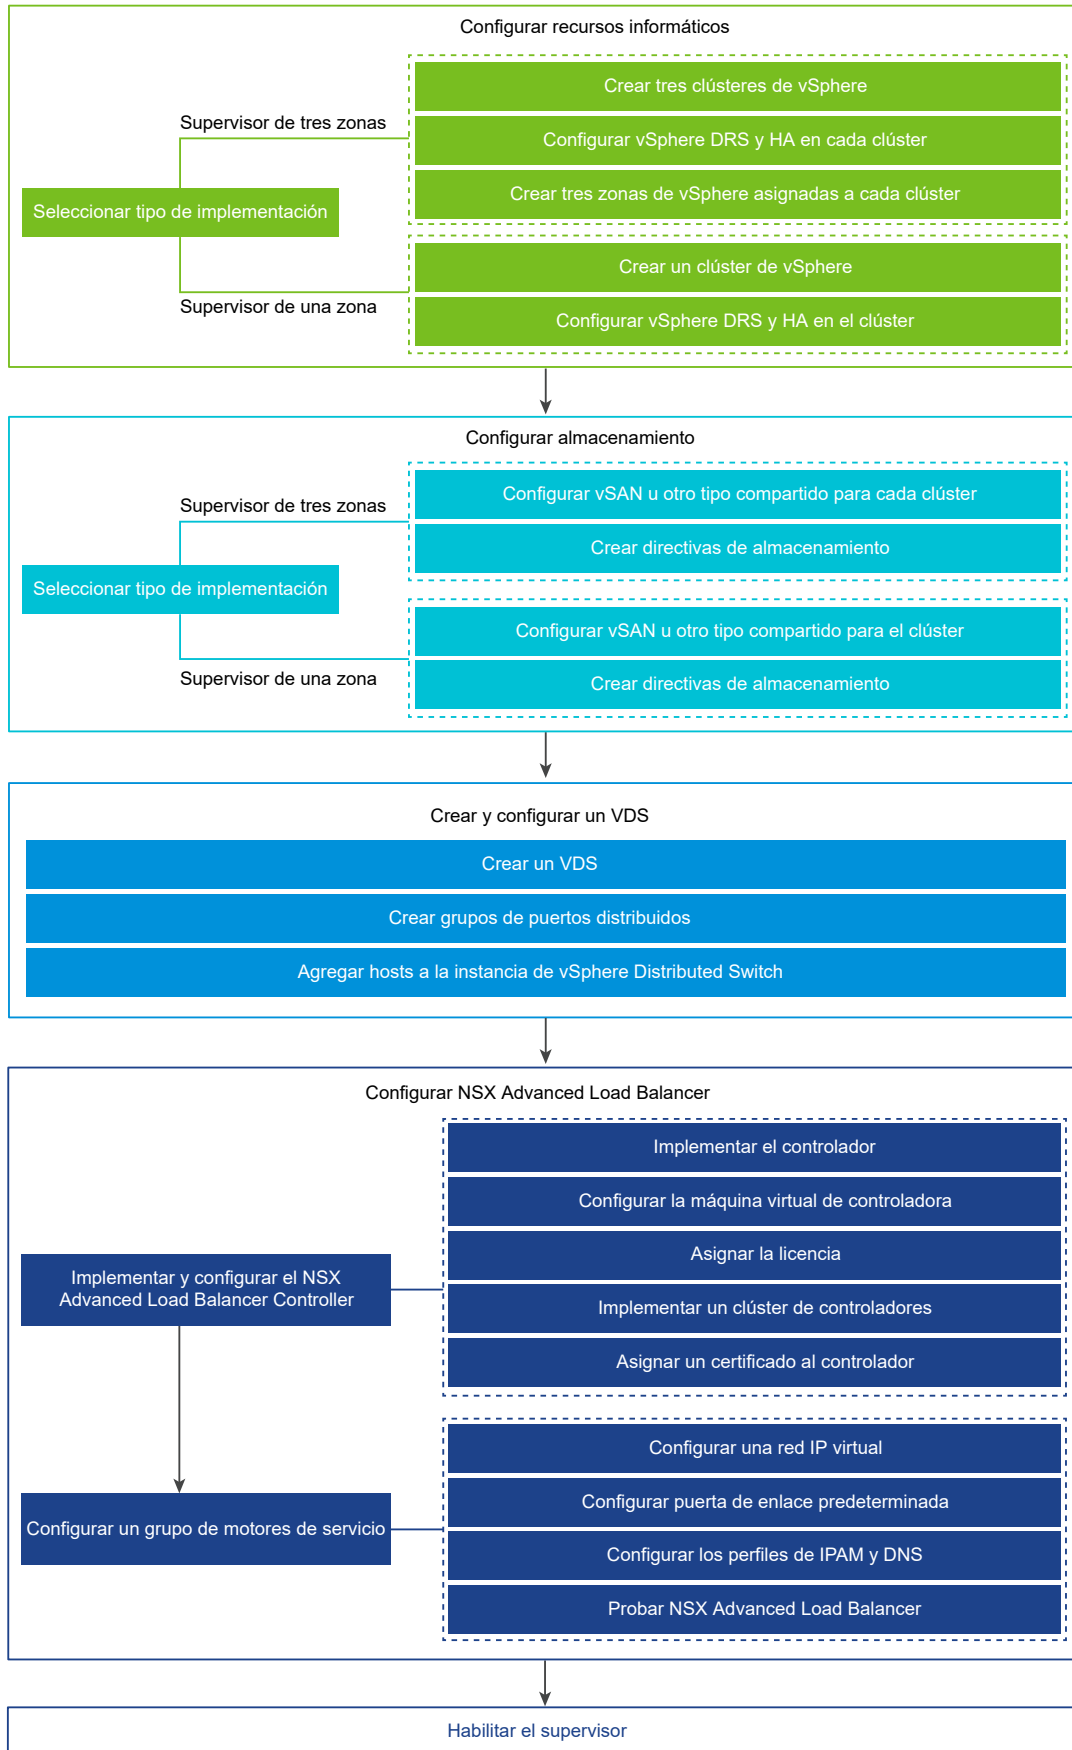 Configurar recursos informáticos
Supervisor de tres zonas
Seleccionar tipo de implementación
Supervisor de una zona
Crear tres clústeres de vSphere
Configurar vSphere DRS y HA en cada clúster
Crear tres zonas de vSphere asignadas a cada clúster
Crear un clúster de vSphere
Configurar vSphere DRS y HA en el clúster
Configurar almacenamiento
Supervisor de tres zonas
Seleccionar tipo de implementación
Supervisor de una zona
Configurar vSAN u otro tipo compartido para cada clúster
Crear directivas de almacenamiento
Configurar vSAN u otro tipo compartido para el clúster
Crear directivas de almacenamiento
Crear y configurar un VDS
Crear un VDS
Crear grupos de puertos distribuidos
Agregar hosts a la instancia de vSphere Distributed Switch
Configurar NSX Advanced Load Balancer
Implementar y configurar el NSX
Advanced Load Balancer Controller
Implementar el controlador
Configurar la máquina virtual de controladora
Asignar la licencia
Implementar un clúster de controladores
Asignar un certificado al controlador
Configurar un grupo de motores de servicio
Configurar una red IP virtual
Configurar puerta de enlace predeterminada
Configurar los perfiles de IPAM y DNS
Probar NSX Advanced Load Balancer
Habilitar el supervisor